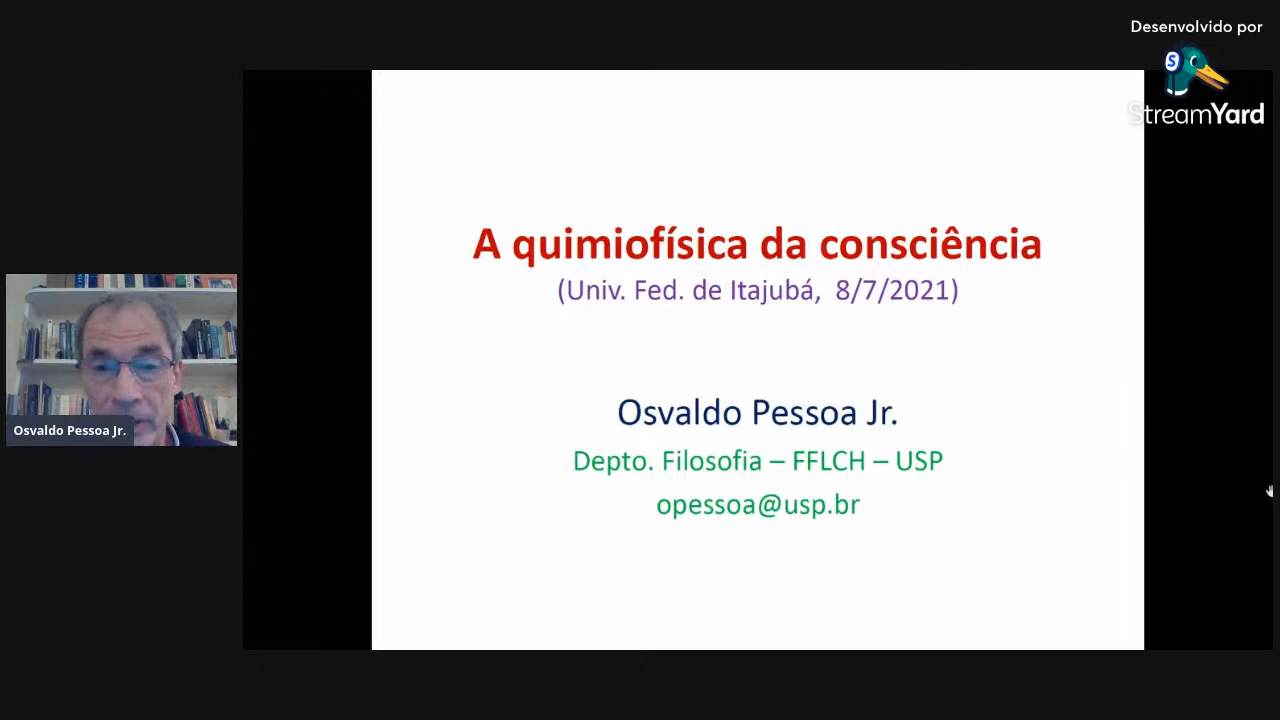 Desenvolvido por
StreamYard
A quimiofísica da consciência
(Univ. Fed. de Itajubá, 8/7/2021)
Osvaldo Pessoa Jr.
Depto. Filosofia – FFLCH – USP
opessoa@usp.br
Osvaldo Pessoa Jr.